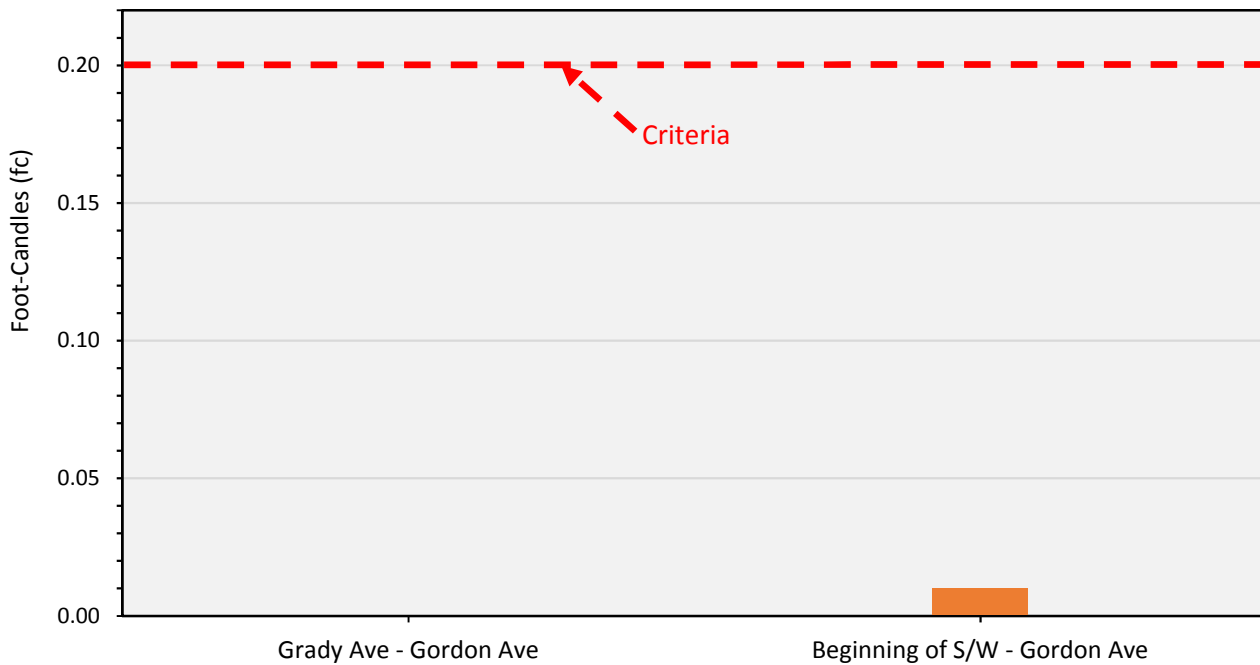 Foot-Candles (fc)
0.20
0.15
0.10
0.05
0.00
Criteria
Grady Ave - Gordon Ave
Beginning of S/W - Gordon Ave